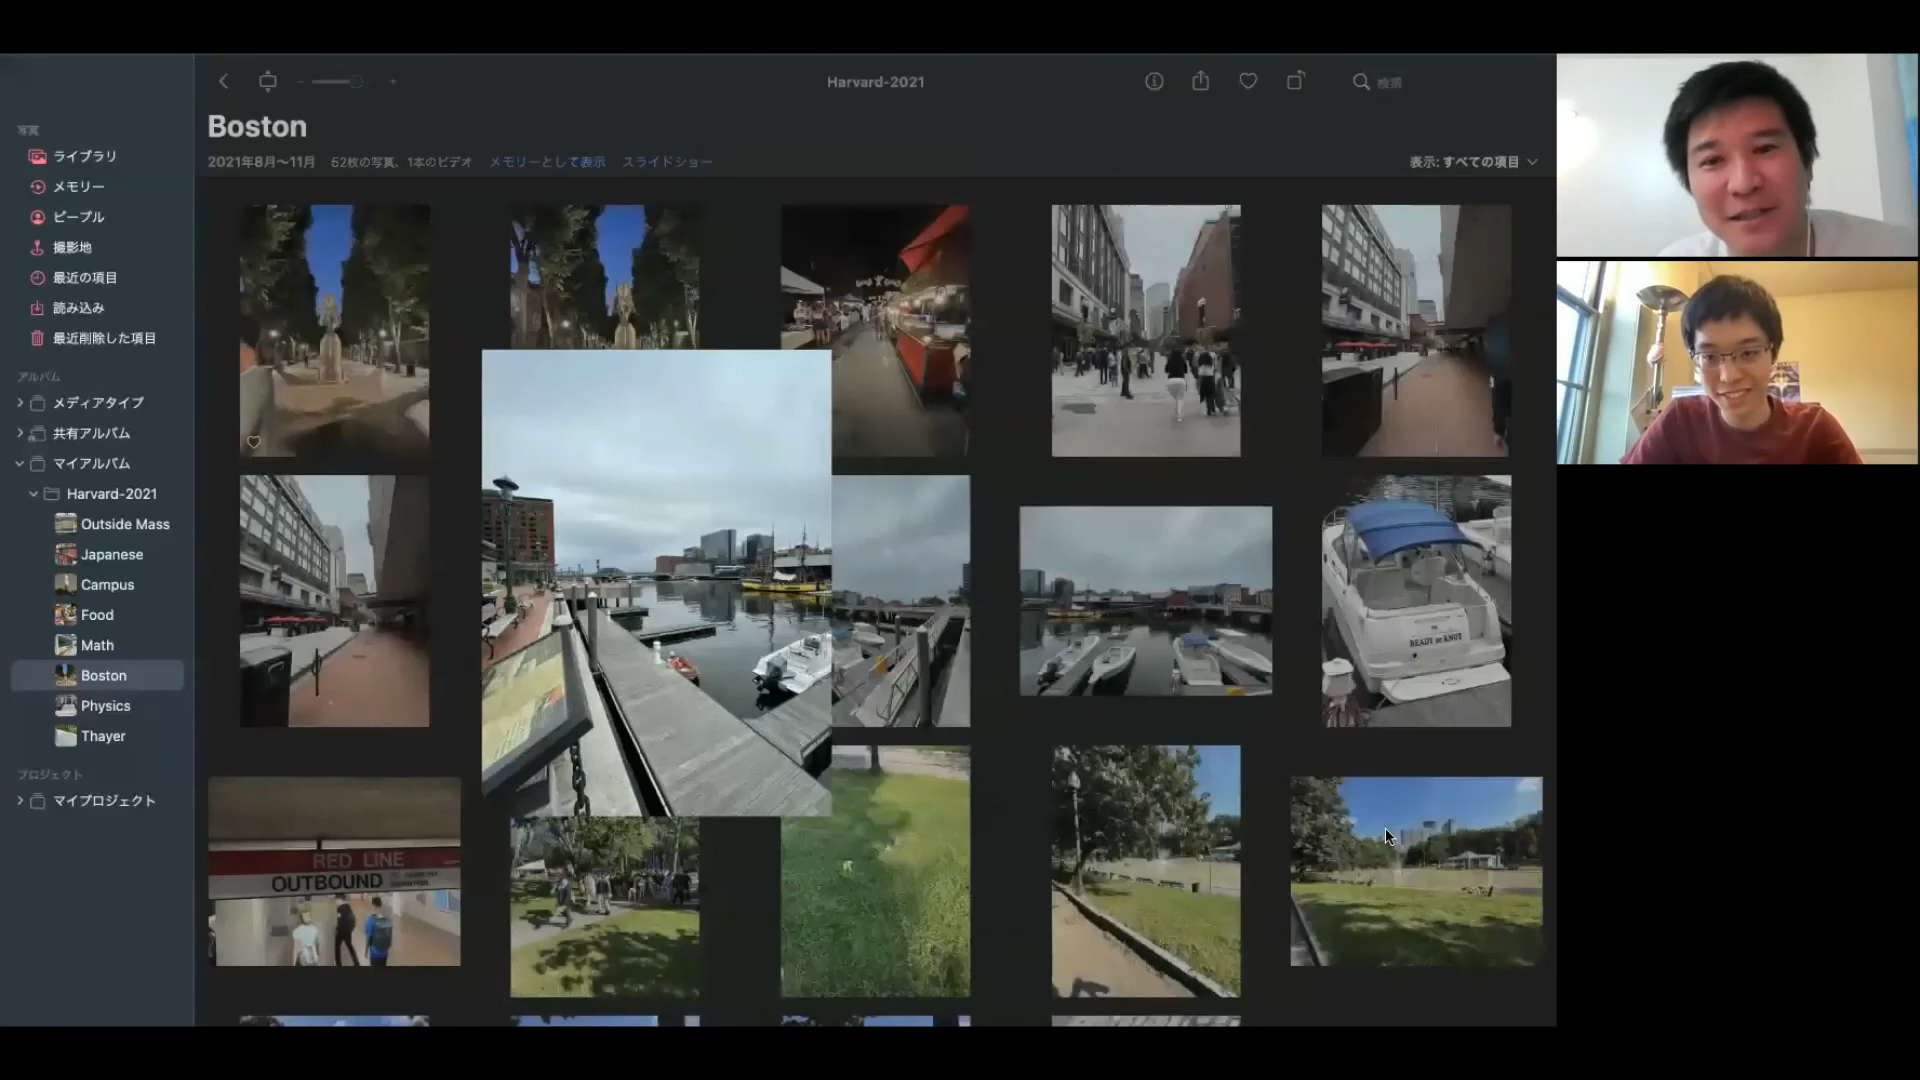 Harvard-2021
検索
Boston
2021年8月〜11月 62枚の写真、1本のビデオ メモリーとして表示 スライドショー
表示: すべての項目
写真
ライブラリ
メモリー
ピープル
撮影地
最近の項目
読み込み
最近削除した項目
アルバム
メディアタイプ
共有アルバム
マイアルバム
Harvard-2021
Outside Mass
Japanese
Campus
Food
Math
Boston
Physics
Thayer
プロジェクト
マイプロジェクト
READY or KNOT
RED LINE
OUTBOUND